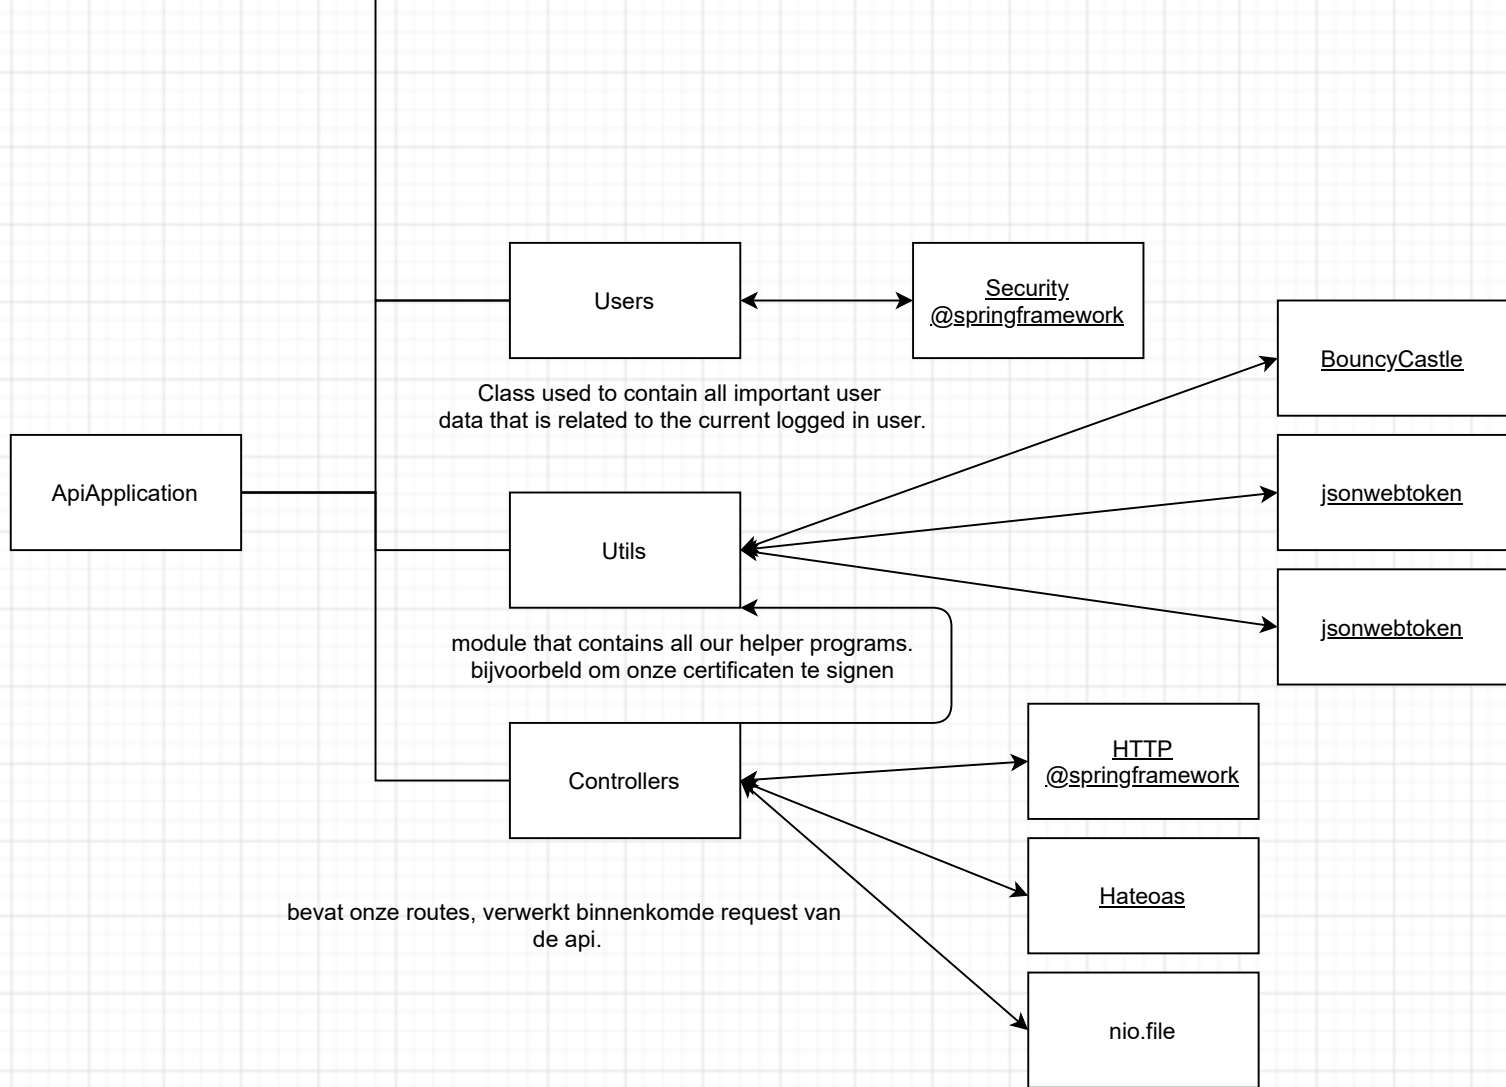 Users
Security
@springframework
BouncyCastle
Class used to contain all important user
data that is related to the current logged in user.
ApiApplication
jsonwebtoken
Utils
jsonwebtoken
module that contains all our helper programs.
bijvoorbeld om onze certificaten te signen
HTTP
@springframework
Controllers
Hateoas
bevat onze routes, verwerkt binnenkomde request van
de api.
nio.file